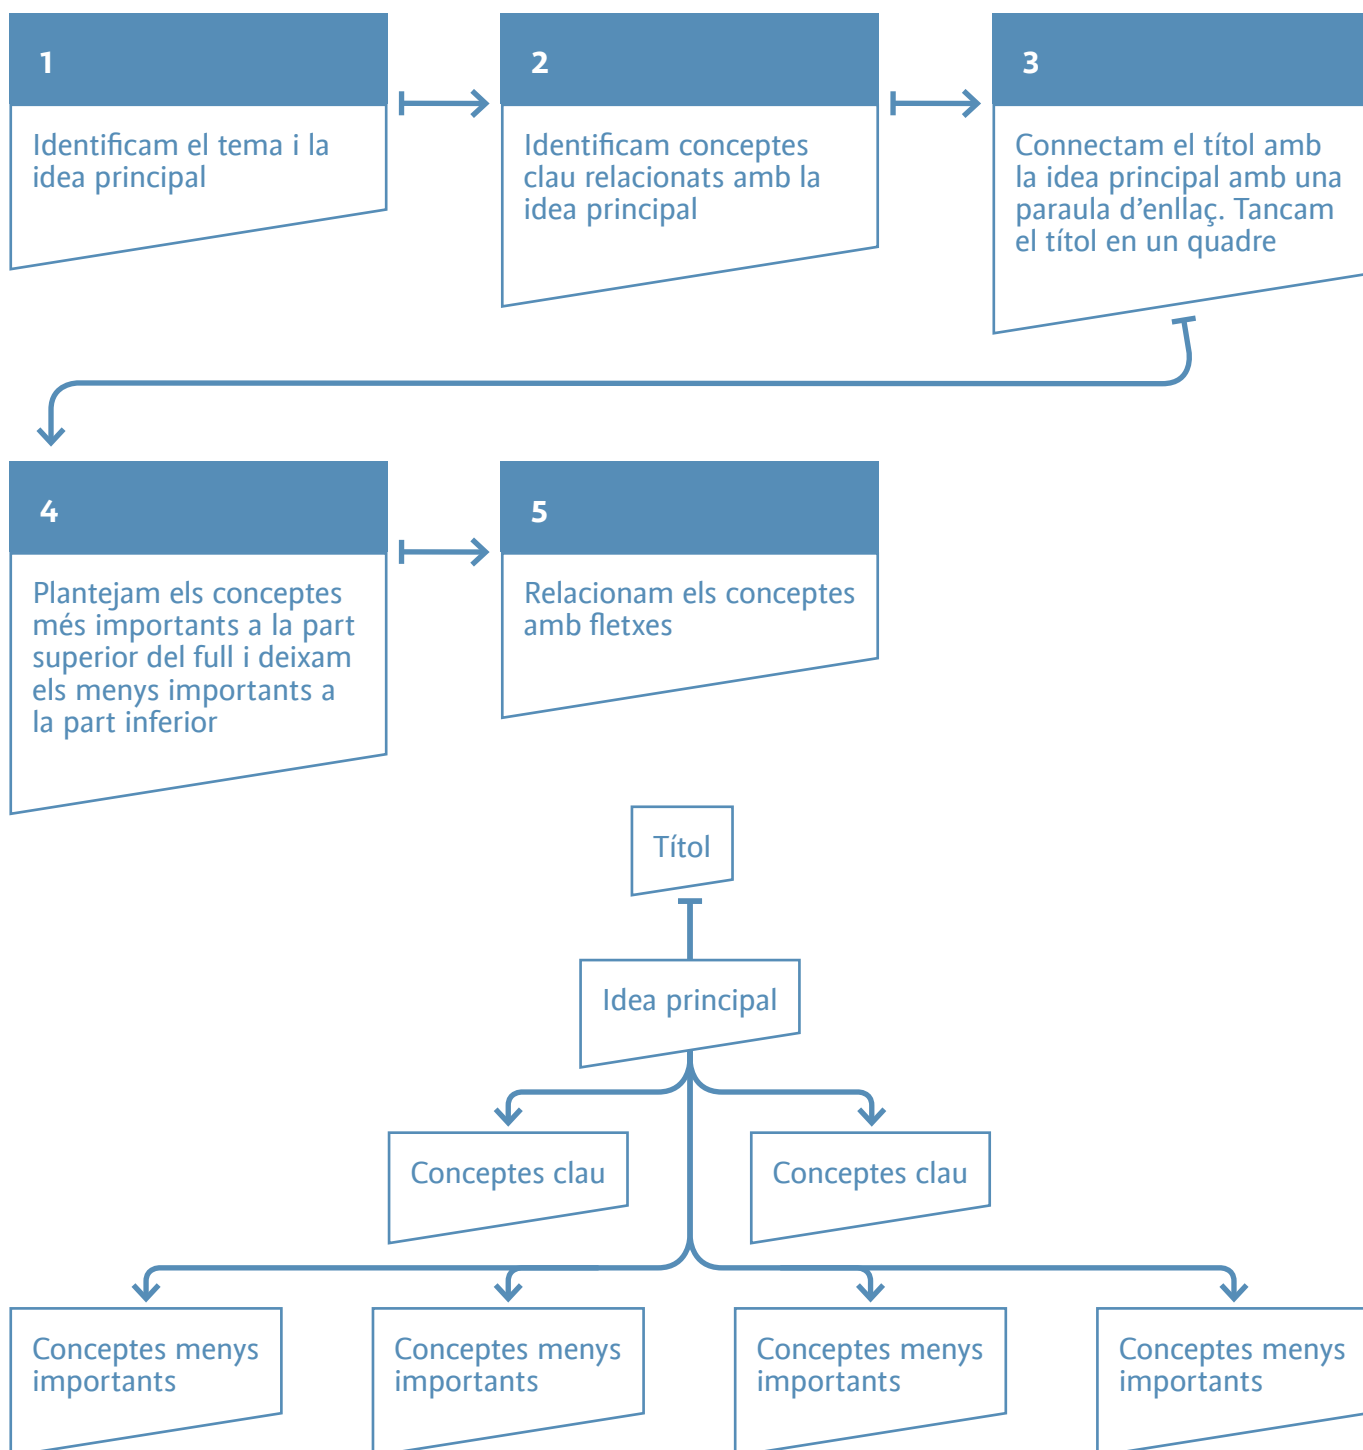 1
Identificam el tema i la
idea principal
2
Identificam conceptes
clau relacionats amb la
idea principal
3
Connectam el títol amb
la idea principal amb una
paraula d’enllaç. Tancam
el títol en un quadre
4
Plantejam els conceptes
més importants a la part
superior del full i deixam
els menys importants a
la part inferior
5
Relacionam els conceptes
amb fletxes
Títol
Idea principal
Conceptes clau
Conceptes clau
Conceptes menys
importants
Conceptes menys
importants
Conceptes menys
importants
Conceptes menys
importants